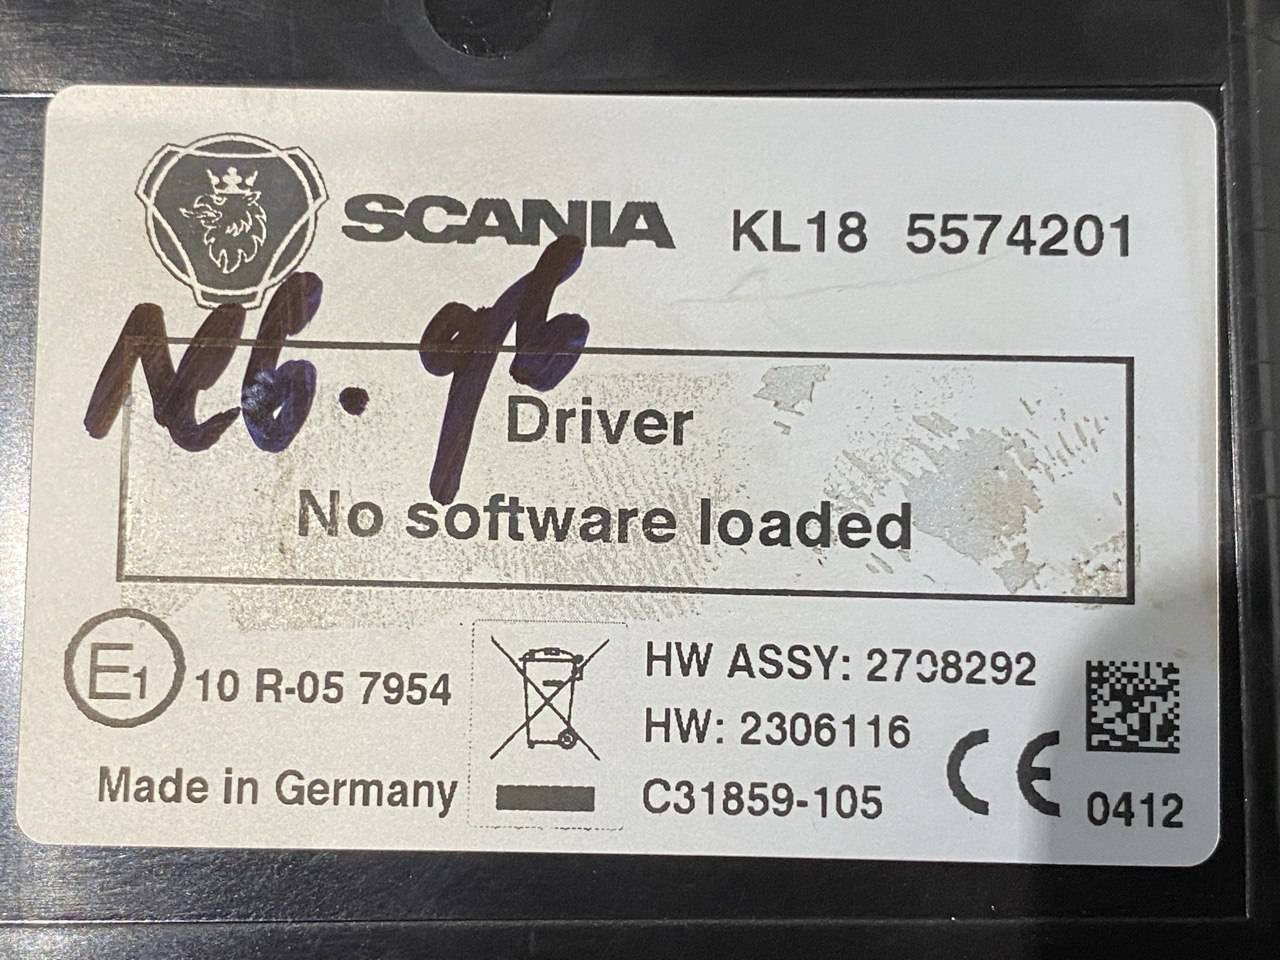 SCANIA KL18 5574201
Driver
No software loaded
E1 10 R-05 7954
HW ASSY: 2708292
HW: 2306116
Made in Germany
C31859-105
CE 0412